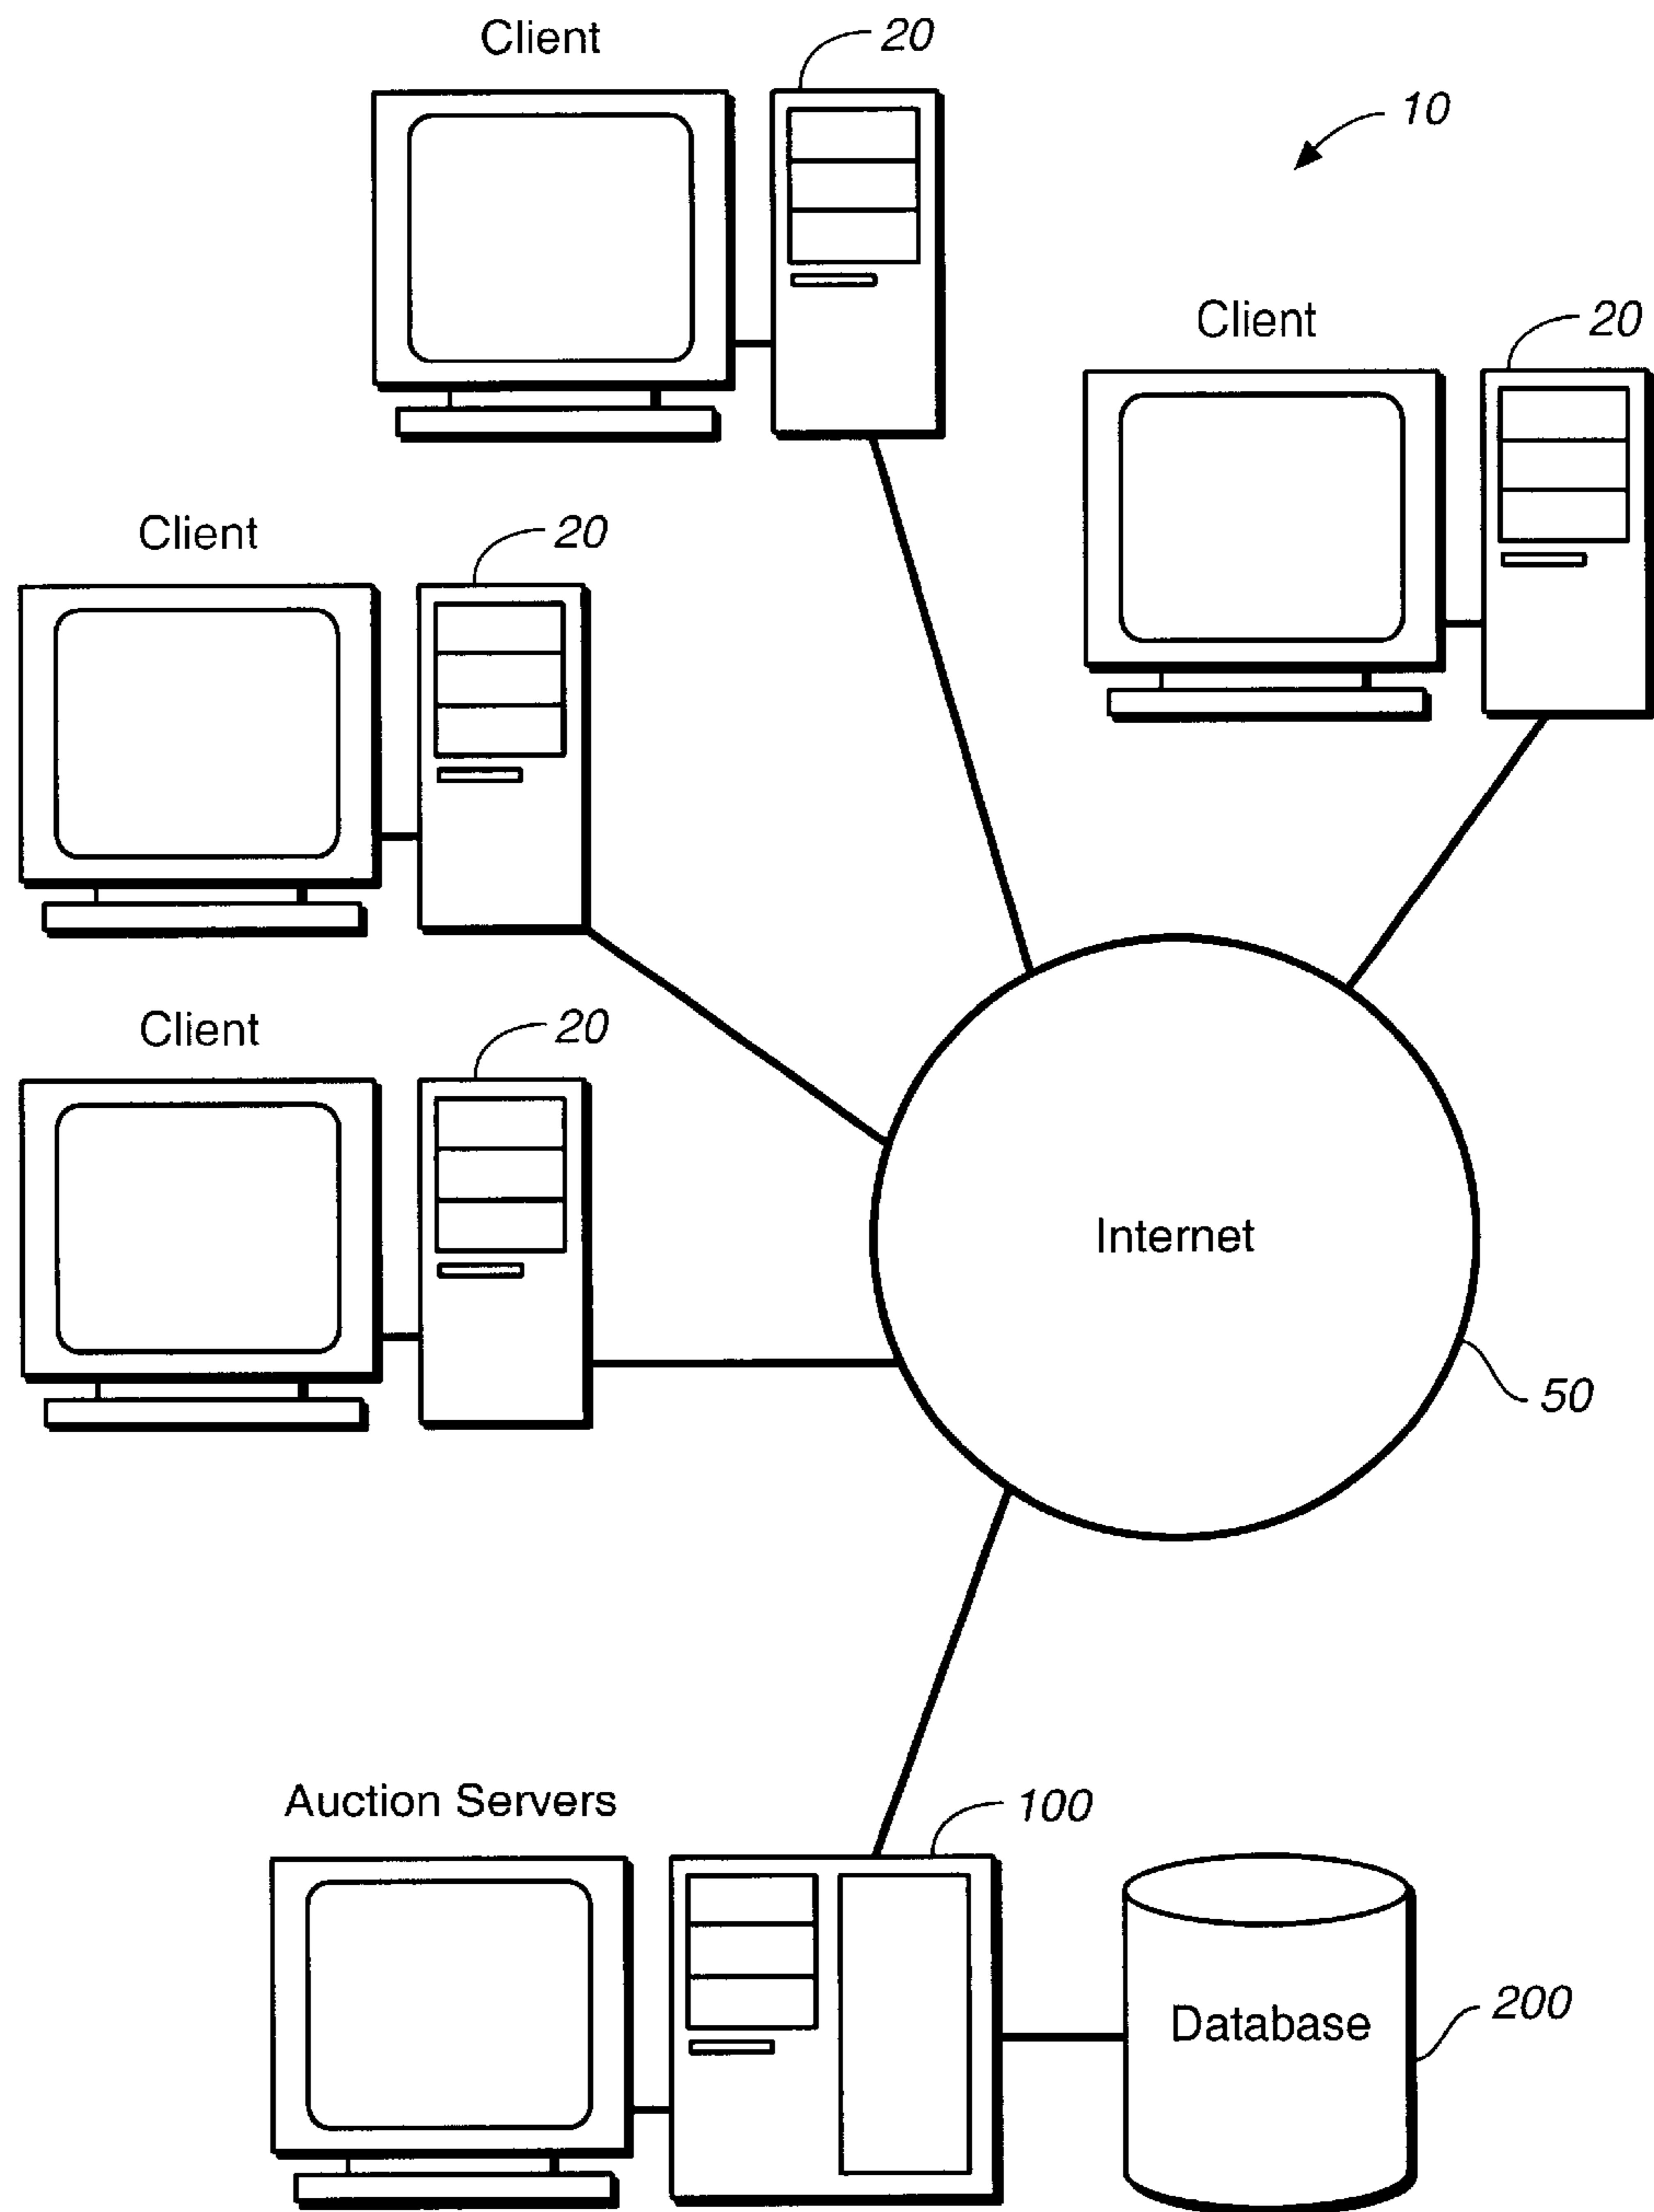 Client
20
10
Client
20
Client
20
Client
20
Internet
50
Auction Servers
100
Database
200